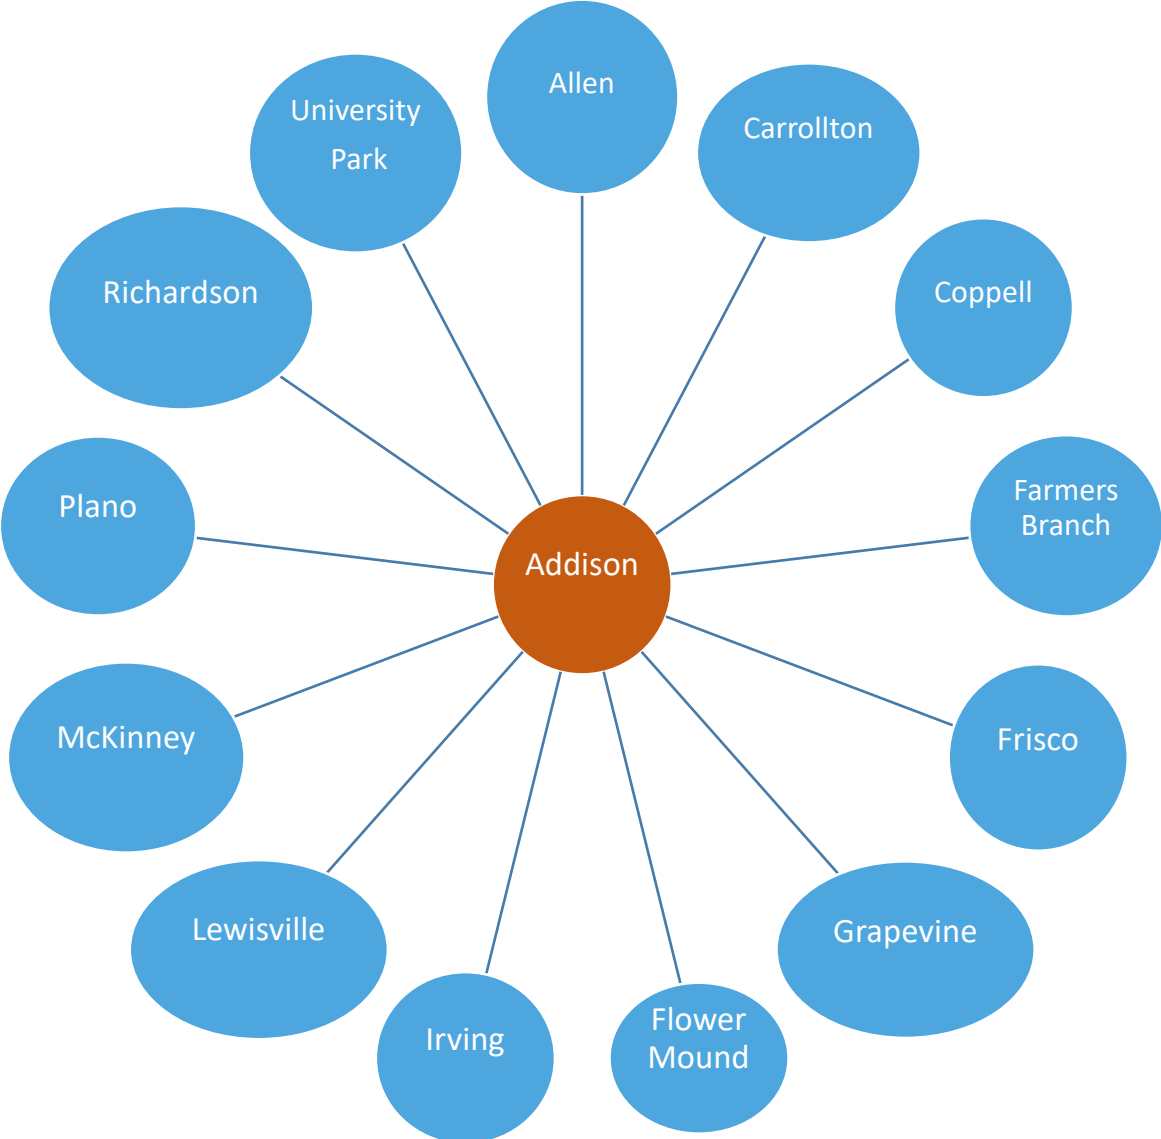 Allen
Carrollton
Coppell
Farmers
Branch
Frisco
Grapevine
Flower
Mound
Irving
Lewisville
McKinney
Plano
Richardson
University
Park
Addison